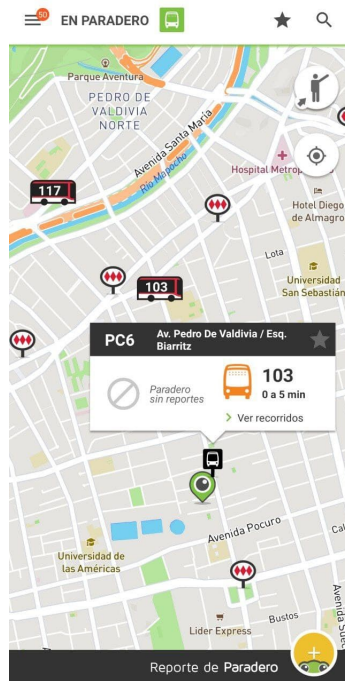 50
EN PARADERO
Parque Aventura
PEDRO DE
VALDIVIA
NORTE
Avenida Santa María
Río Mapocho
Hospital Metrop
117
Hotel Diego
de Almagro
Lota
103
Universidad
San Sebastián
PC6
Av. Pedro De Valdivia / Esq.
Biarritz
Paradero
sin reportes
103
0 a 5 min
Ver recorridos
Avenida Pocuro
Universidad de
las Américas
Lider Express
Bustos
Reporte de Paradero